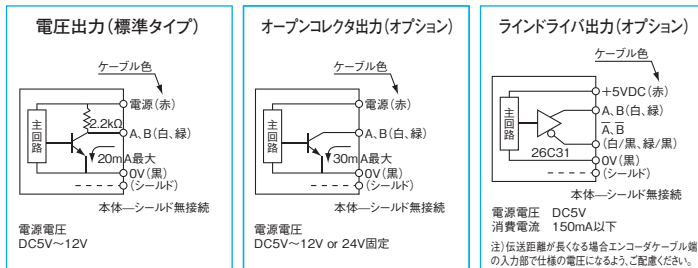 電圧出力(標準タイプ)
ケーブル色
電源(赤)
2.2kΩ
主回路
A、B(白、緑)
20mA最大
0V(黒)
(シールド)
本体―シールド無接続
電源電圧
DC5V～12V
オープンコレクタ出力(オプション)
ケーブル色
電源(赤)
主回路
A、B(白、緑)
30mA最大
0V(黒)
(シールド)
本体―シールド無接続
電源電圧
DC5V～12V or 24V固定
ラインドライバ出力(オプション)
ケーブル色
+5VDC(赤)
A、B(白、緑)
主回路
A̅、B̅
(白/黒、緑/黒)
26C31
0V(黒)
(シールド)
本体―シールド無接続
電源電圧 DC5V
消費電流 150mA以下
注)伝送距離が長くなる場合エンコーダケーブル端
の入力部で仕様の電圧になるよう、ご配慮ください。